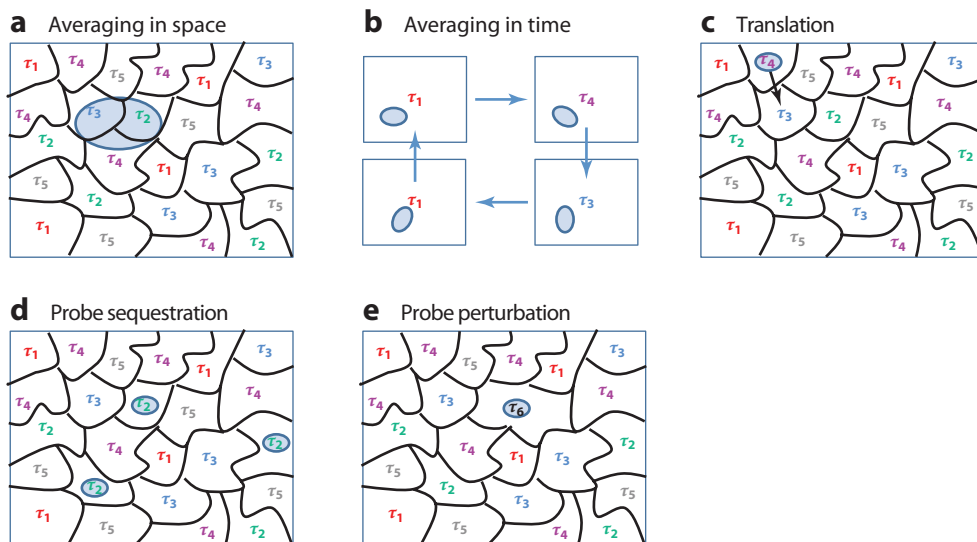 a Averaging in space
τ1 τ4 τ5 τ4 τ1 τ3
τ4 τ3 τ2 τ5 τ4
τ2 τ4 τ1 τ3 τ2
τ5 τ2 τ3 τ5
τ1 τ5 τ4 τ2
b Averaging in time
τ1 τ4
τ1 τ3
c Translation
τ1 τ4 τ5 τ4 τ1 τ3
τ4 τ3 τ2 τ5 τ4
τ2 τ4 τ1 τ3 τ2
τ5 τ2 τ3 τ5
τ1 τ5 τ4 τ2
d Probe sequestration
τ1 τ4 τ5 τ4 τ1 τ3
τ4 τ3 τ2 τ5 τ4
τ2 τ4 τ1 τ3 τ2
τ5 τ2 τ3 τ5
τ1 τ5 τ4 τ2
e Probe perturbation
τ1 τ4 τ5 τ4 τ1 τ3
τ4 τ3 τ6 τ5 τ4
τ2 τ4 τ1 τ3 τ2
τ5 τ2 τ3 τ5
τ1 τ5 τ4 τ2